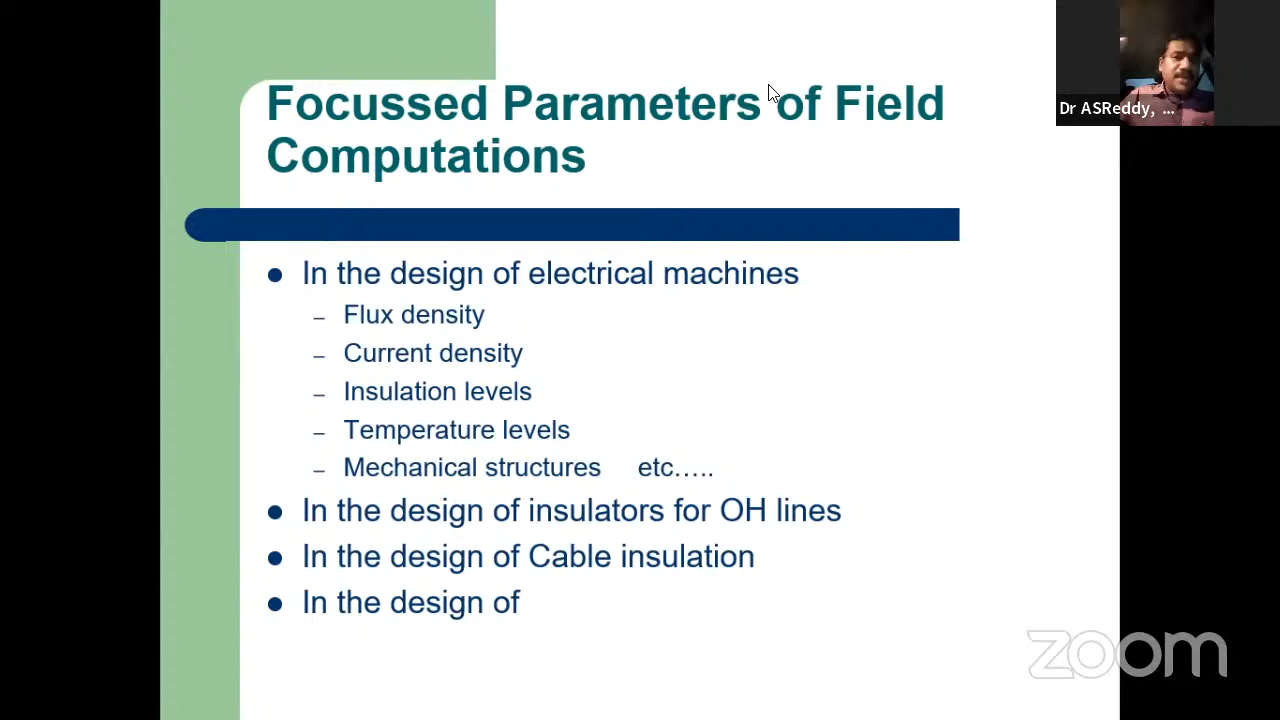 Focussed Parameters of Field
Computations
Dr ASReddy, ...
In the design of electrical machines
– Flux density
– Current density
– Insulation levels
– Temperature levels
– Mechanical structures etc.....
In the design of insulators for OH lines
In the design of Cable insulation
In the design of
zoom